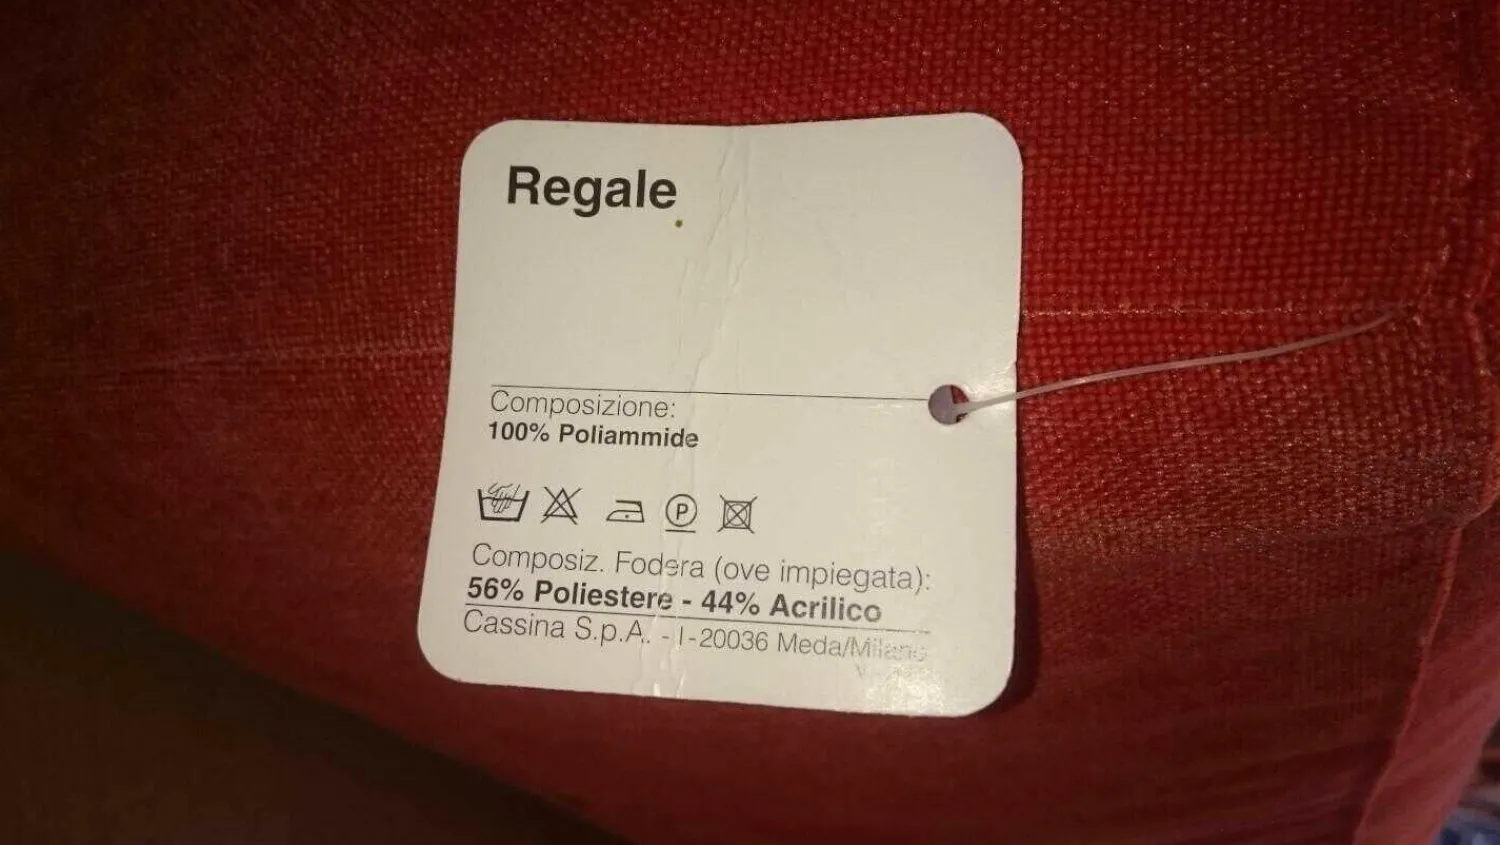 Regale
Composizione:
100% Poliammide
P
Composiz. Fodera (ove impiegata):
56% Poliestere - 44% Acrilico
Cassina S.p.A. - I-20036 Meda/Milano